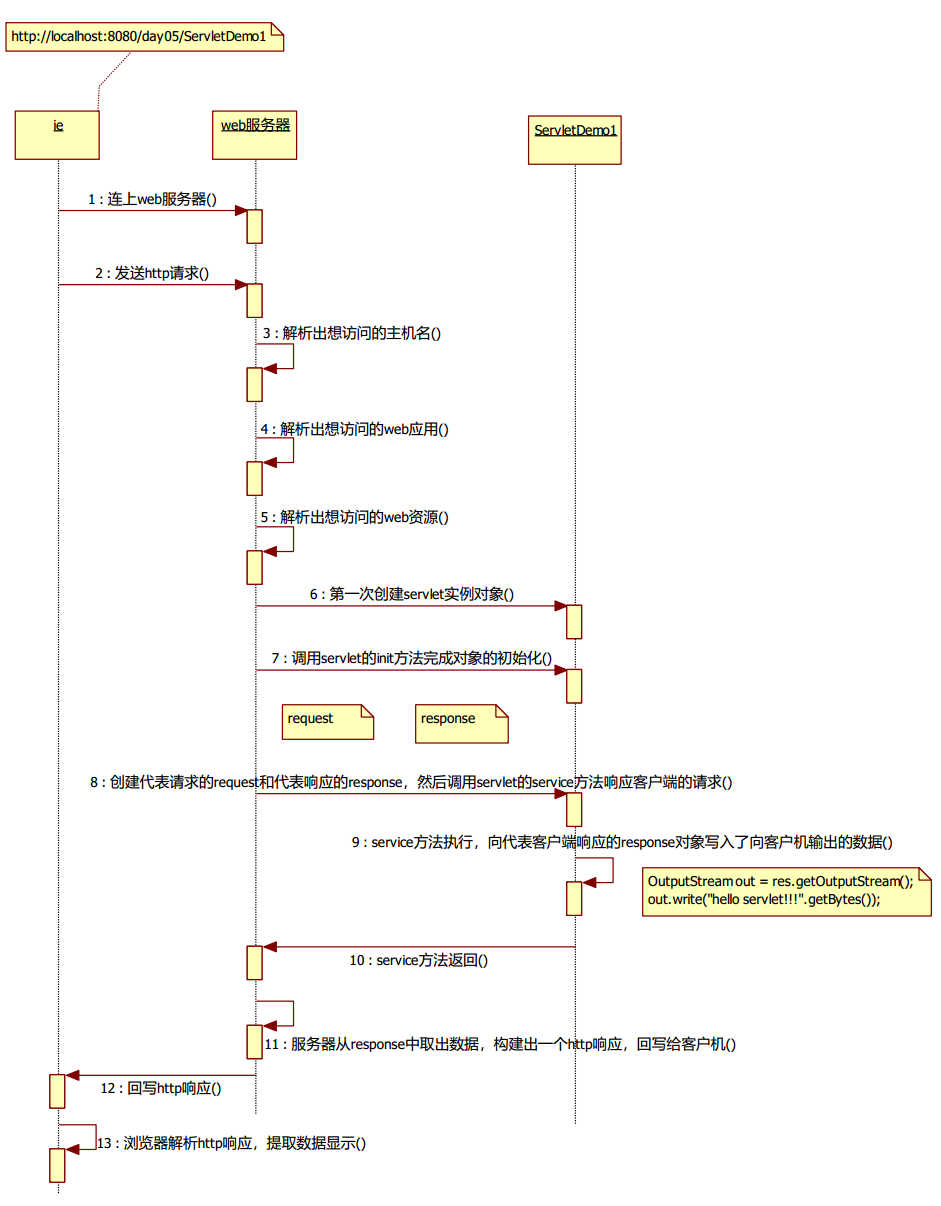 http://localhost:8080/day05/ServletDemo1
ie
web服务器
ServletDemo1
1 : 连上web服务器()
2 : 发送http请求()
3 : 解析出想访问的主机名()
4 : 解析出想访问的web应用()
5 : 解析出想访问的web资源()
6 : 第一次创建servlet实例对象()
7 : 调用servlet的init方法完成对象的初始化()
request
response
8 : 创建代表请求的request和代表响应的response，然后调用servlet的service方法响应客户端的请求()
9 : service方法执行，向代表客户端响应的response对象写入了向客户机输出的数据()
OutputStream out = res.getOutputStream();
out.write("hello servlet!!!".getBytes());
10 : service方法返回()
11 : 服务器从response中取出数据，构建出一个http响应，回写给客户机()
12 : 回写http响应()
13 : 浏览器解析http响应，提取数据显示()